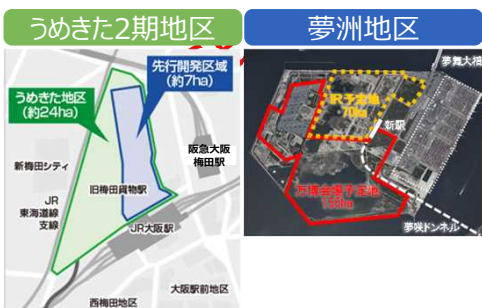 うめきた2期地区
夢洲地区
先行開発区域
(約7ha)
うめきた地区
(約24ha)
新梅田シティ
阪急大阪
梅田駅
旧梅田貨物駅
JR
東海道線
支線
JR大阪駅
大阪駅前地区
西梅田地区
夢舞大橋
IR予定地
70ha
新駅
万博会場予定地
155ha
夢咲トンネル